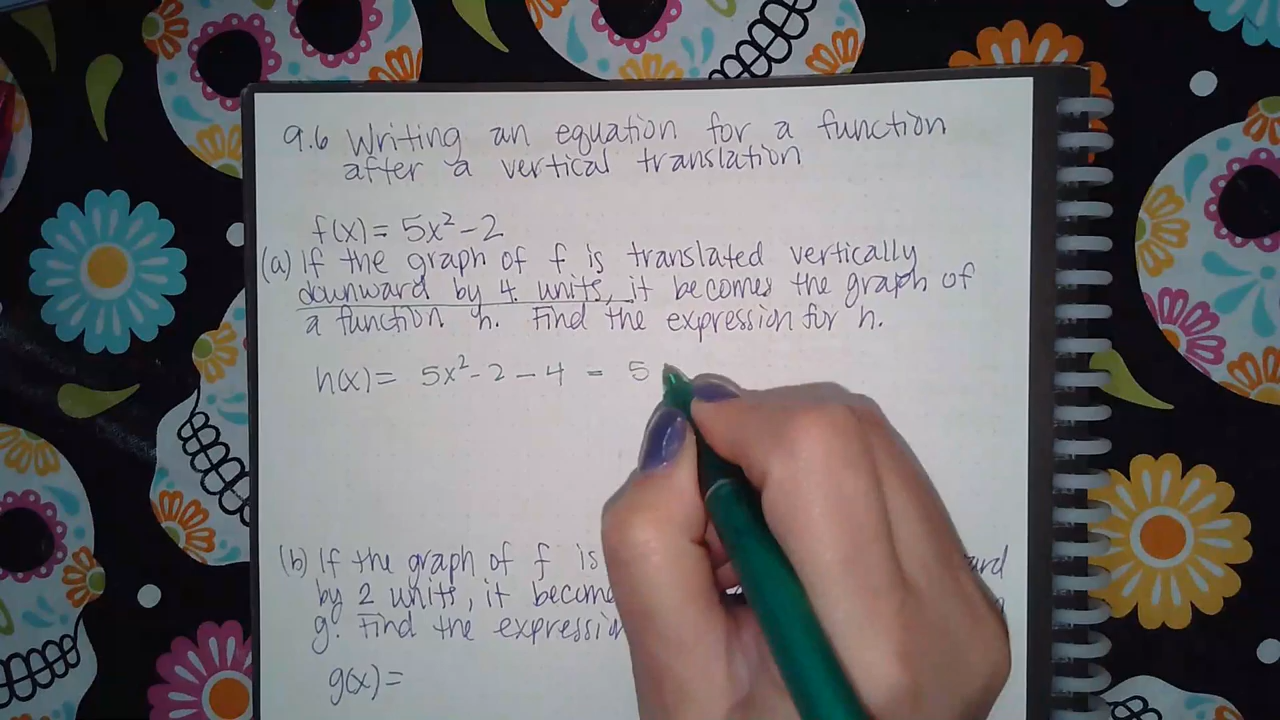 9.6 Writing an equation for a function
after a vertical translation
f(x) = 5x² - 2
(a) If the graph of f is translated vertically
downward by 4 units, it becomes the graph of
a function h. Find the expression for h.
h(x) = 5x² - 2 - 4 = 5
(b) If the graph of f is
by 2 units, it
g. Find the
g(x) =